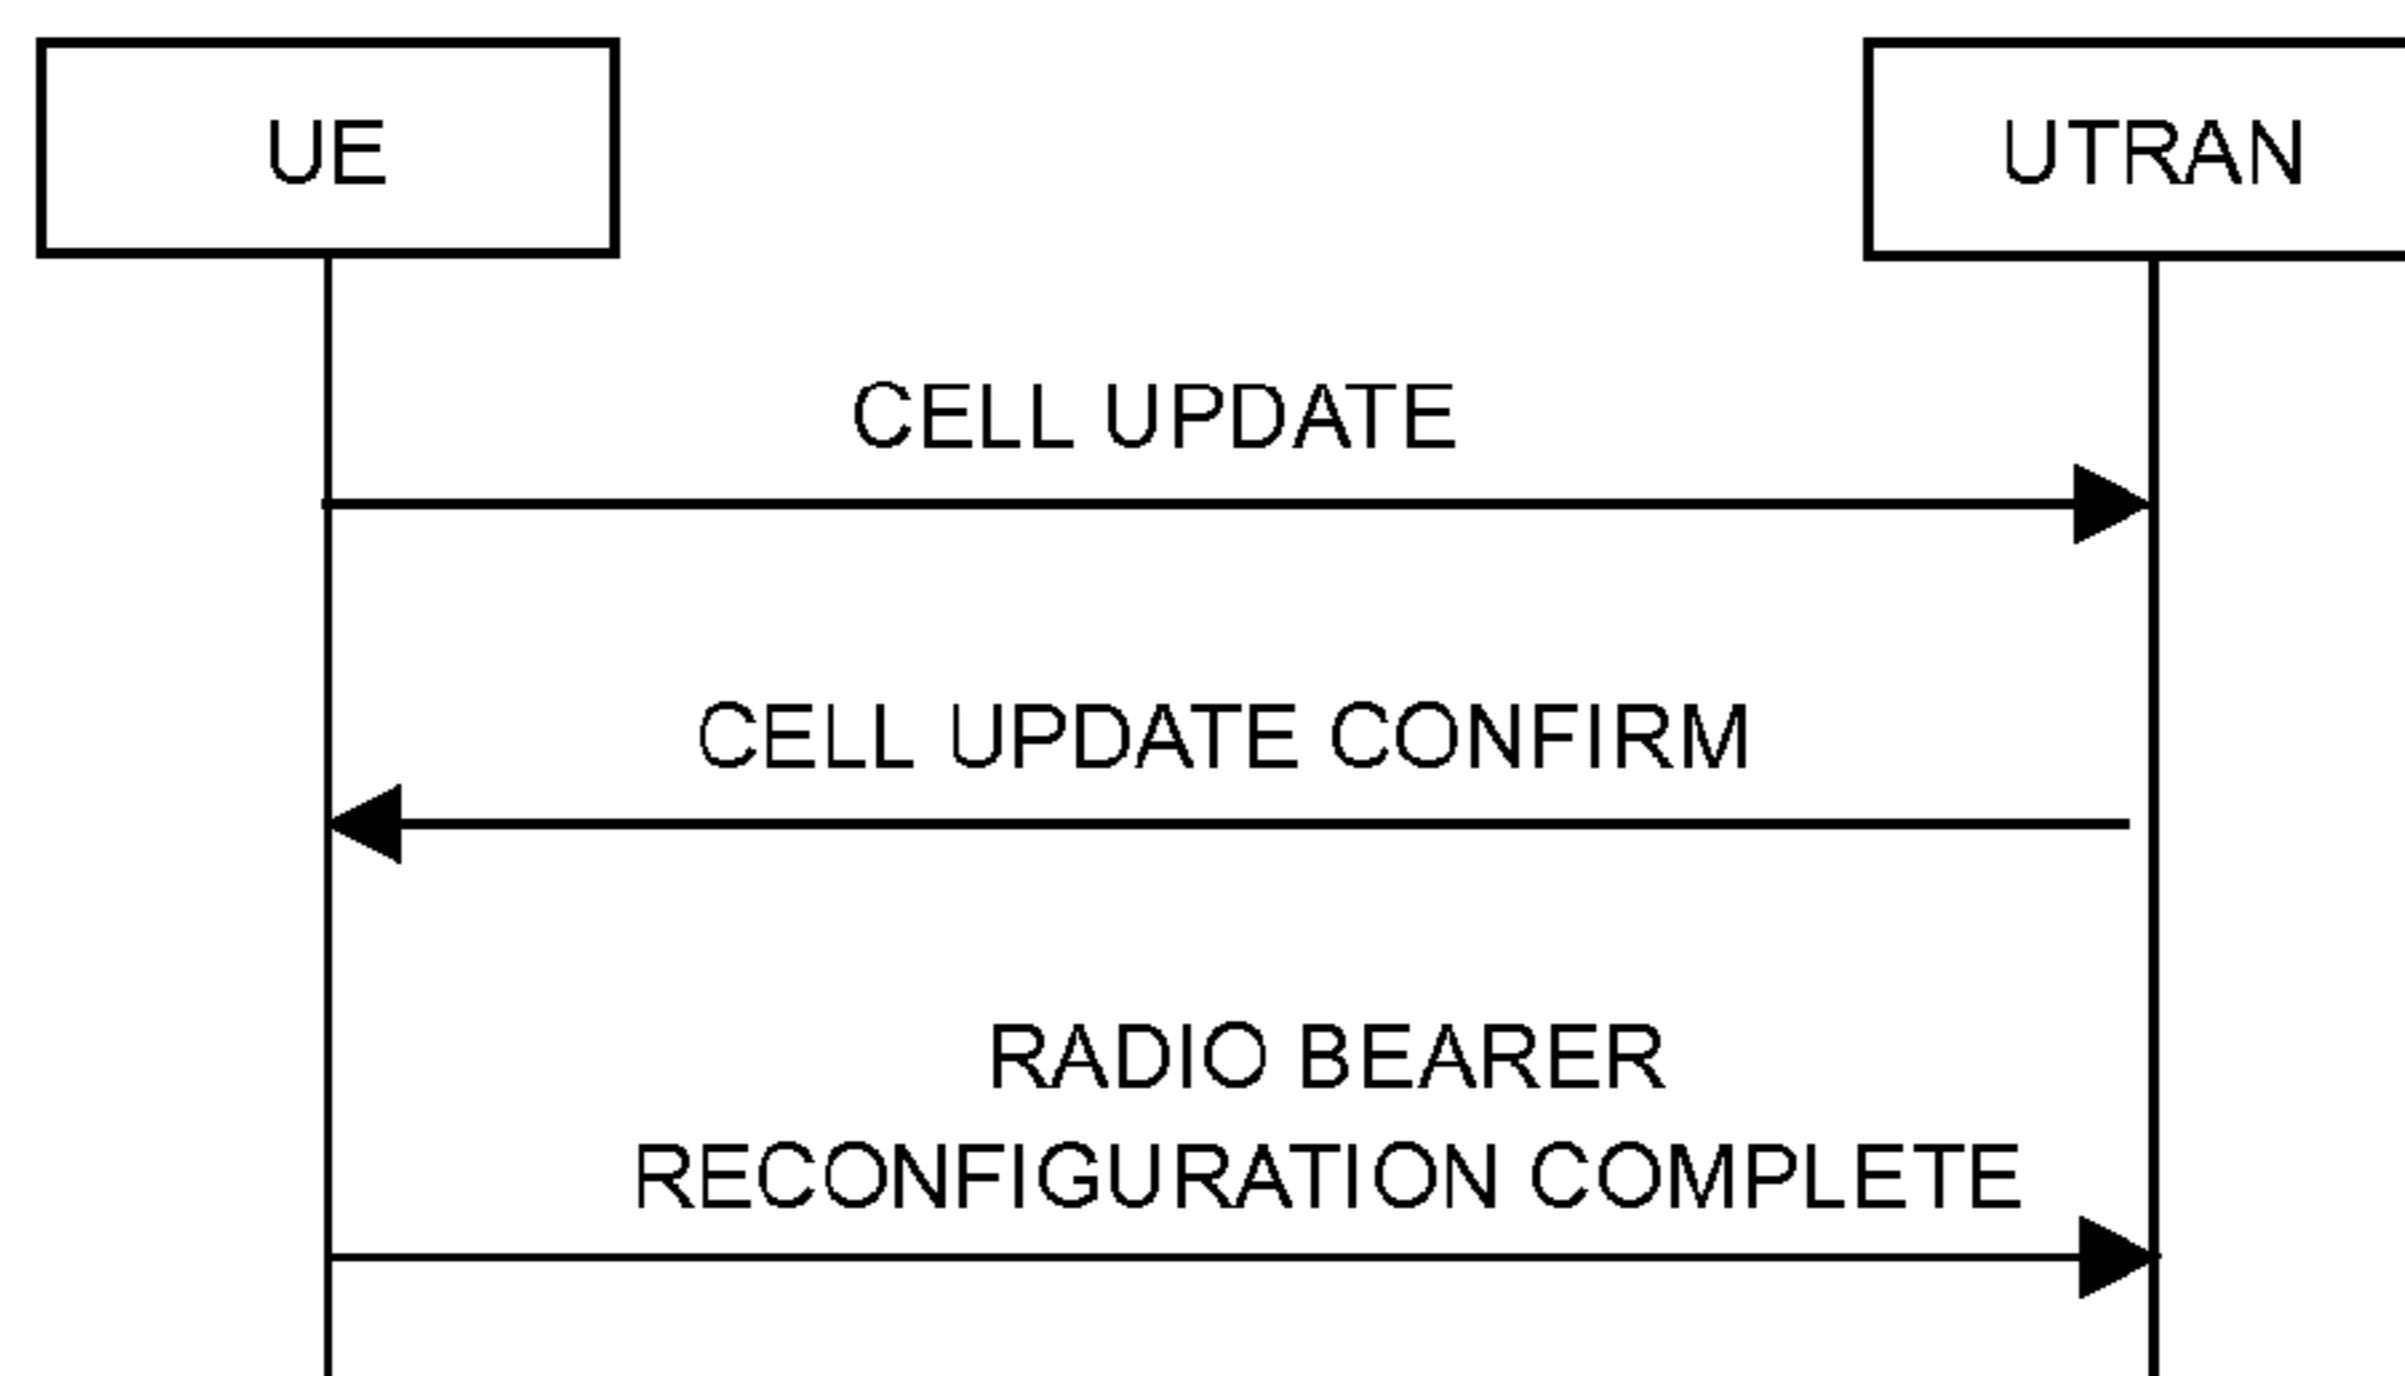 UE
UTRAN
CELL UPDATE
CELL UPDATE CONFIRM
RADIO BEARER
RECONFIGURATION COMPLETE